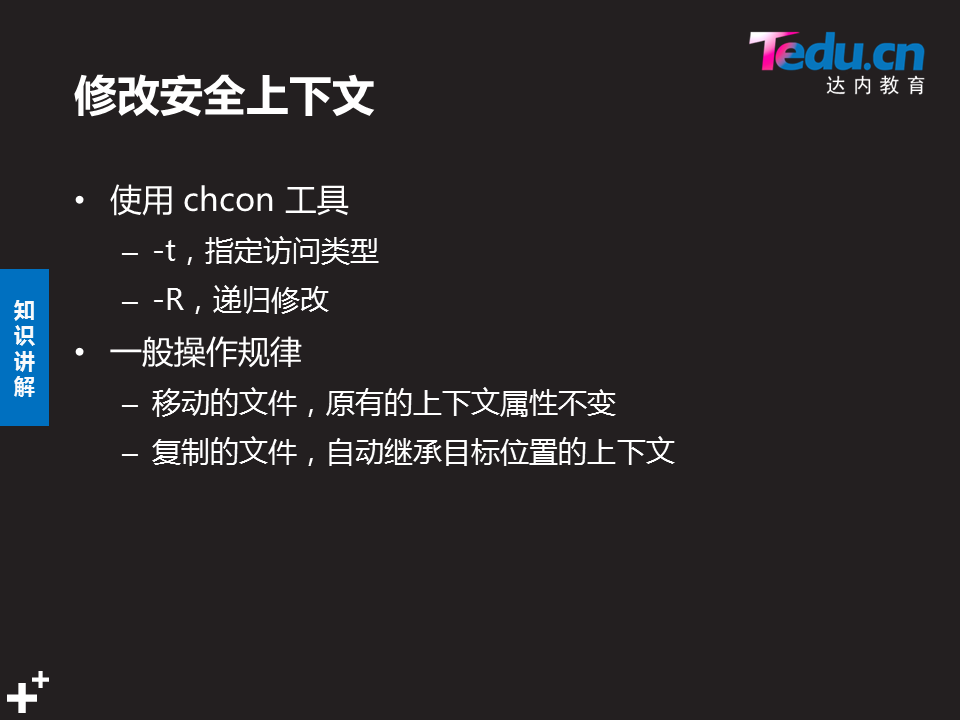 Tedu.cn
达内教育
修改安全上下文
• 使用 chcon 工具
– -t，指定访问类型
– -R，递归修改
知识讲解
• 一般操作规律
– 移动的文件，原有的上下文属性不变
– 复制的文件，自动继承目标位置的上下文